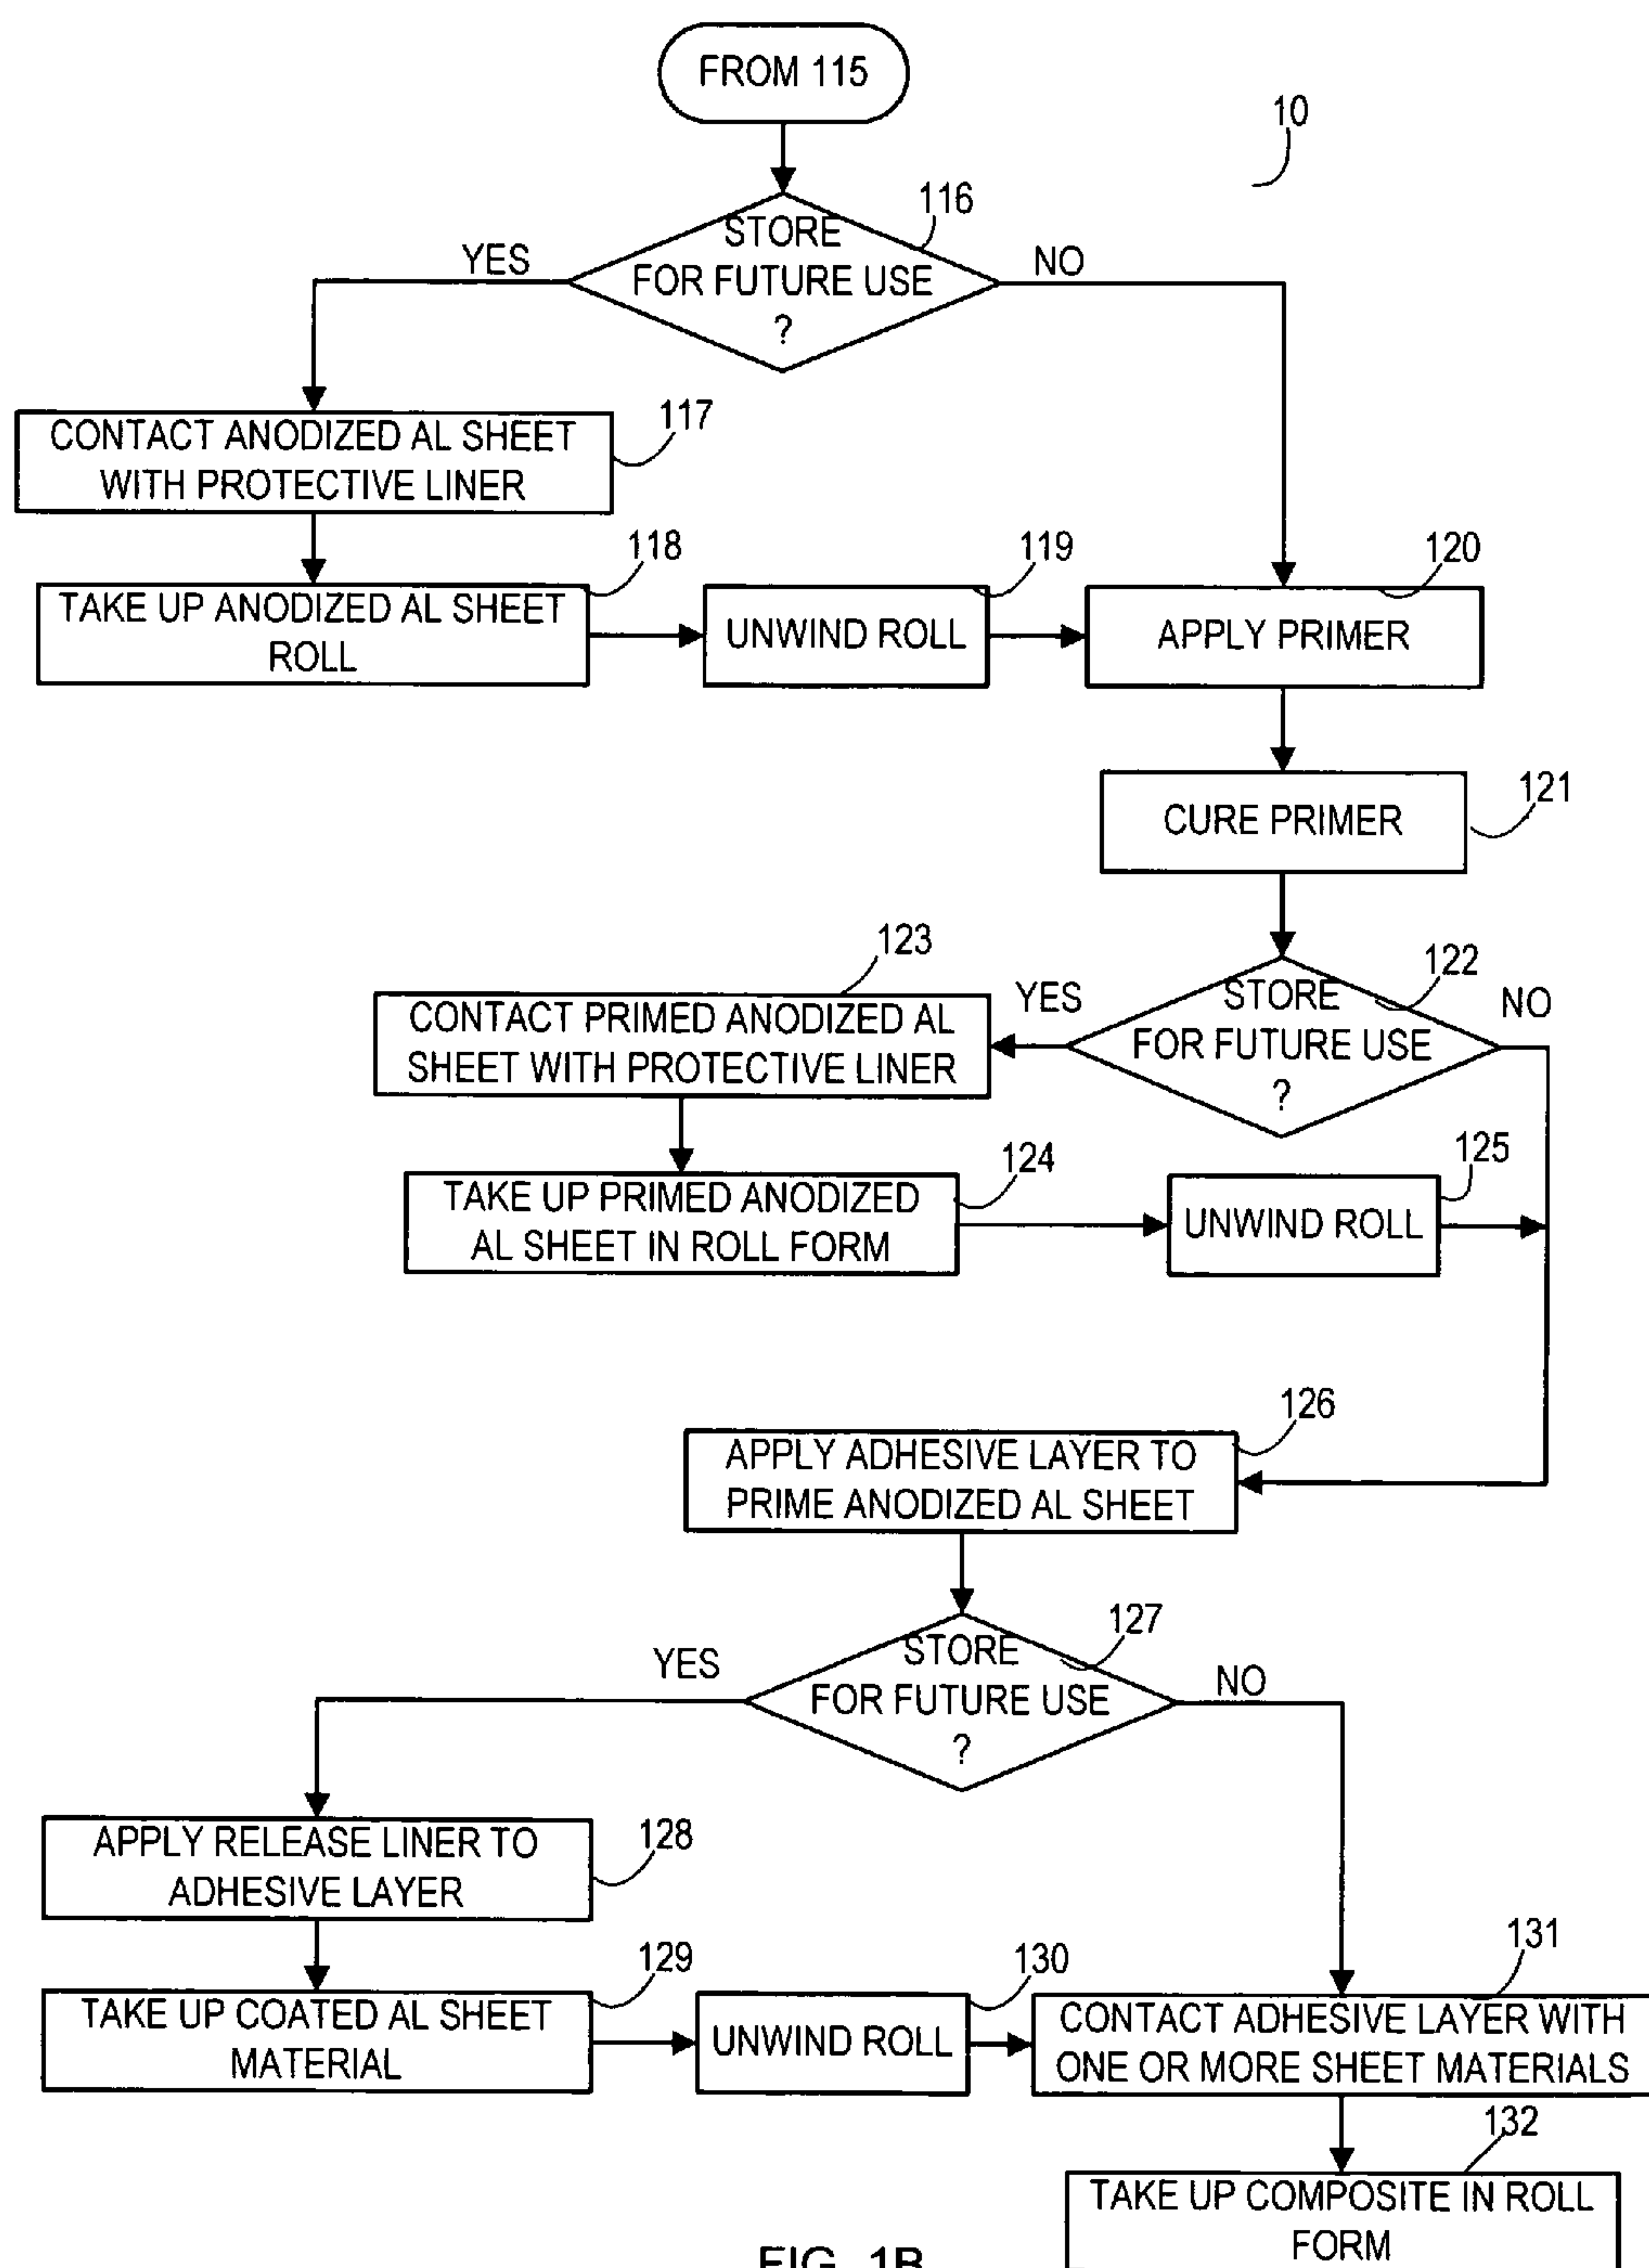 FROM 115
10
116
STORE
FOR FUTURE USE
?
YES
NO
117
CONTACT ANODIZED AL SHEET
WITH PROTECTIVE LINER
118
TAKE UP ANODIZED AL SHEET
ROLL
119
UNWIND ROLL
120
APPLY PRIMER
121
CURE PRIMER
122
STORE
FOR FUTURE USE
?
YES
NO
123
CONTACT PRIMED ANODIZED AL
SHEET WITH PROTECTIVE LINER
124
TAKE UP PRIMED ANODIZED
AL SHEET IN ROLL FORM
125
UNWIND ROLL
126
APPLY ADHESIVE LAYER TO
PRIME ANODIZED AL SHEET
127
STORE
FOR FUTURE USE
?
YES
NO
128
APPLY RELEASE LINER TO
ADHESIVE LAYER
129
TAKE UP COATED AL SHEET
MATERIAL
130
UNWIND ROLL
131
CONTACT ADHESIVE LAYER WITH
ONE OR MORE SHEET MATERIALS
132
TAKE UP COMPOSITE IN ROLL
FORM
FIG. 1B